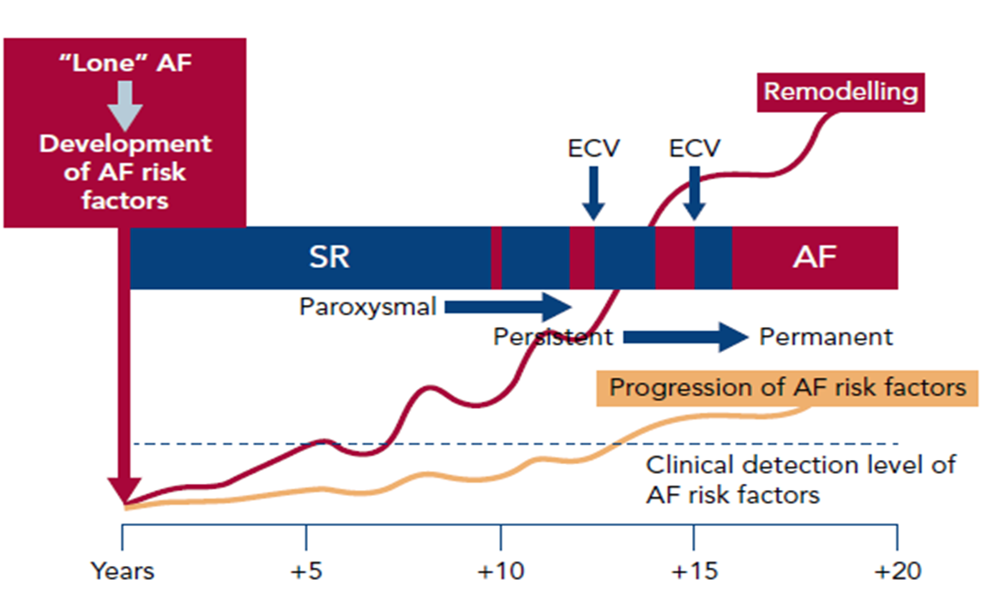 “Lone” AF
Development
of AF risk
factors
Remodelling
ECV
ECV
SR
AF
Paroxysmal
Persistent
Permanent
Progression of AF risk factors
Clinical detection level of
AF risk factors
Years
+5
+10
+15
+20